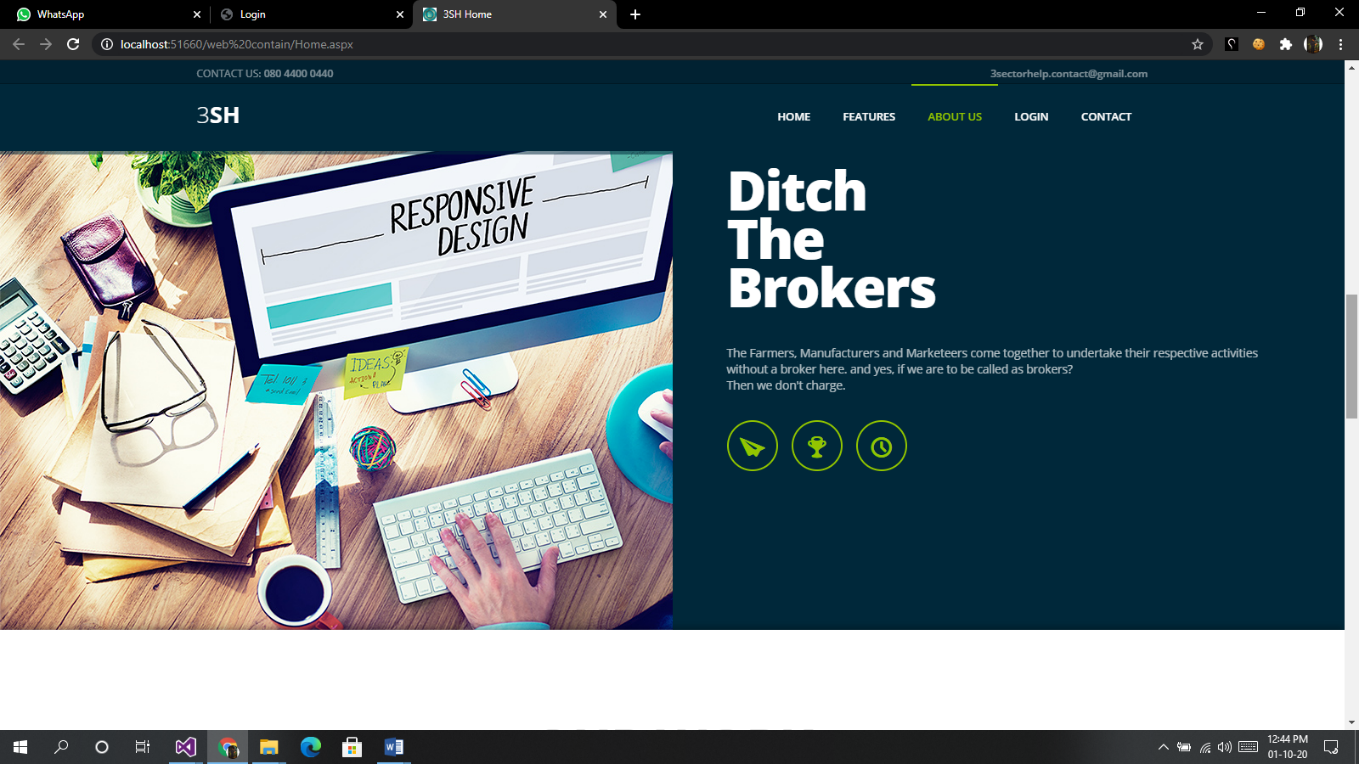 WhatsApp
Login
3SH Home
localhost:51660/web%20contain/Home.aspx
CONTACT US: 080 4400 0440
3sectorhelp.contact@gmail.com
3SH
HOME
FEATURES
ABOUT US
LOGIN
CONTACT
RESPONSIVE
DESIGN
IDEAS
Ditch
The
Brokers
The Farmers, Manufacturers and Marketeers come together to undertake their respective activities
without a broker here. and yes, if we are to be called as brokers?
Then we don't charge.
12:44 PM
01-10-20